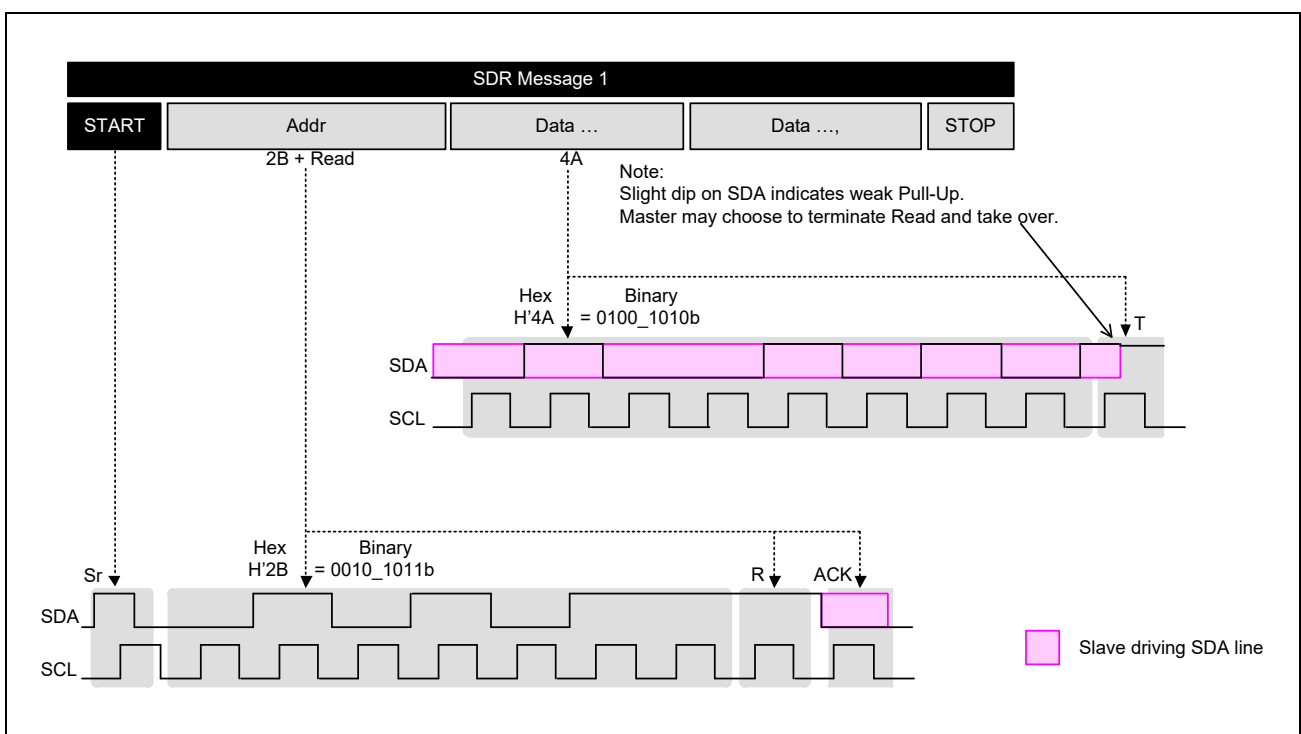 SDR Message 1
START Addr Data … Data …, STOP
2B + Read 4A
Note:
Slight dip on SDA indicates weak Pull-Up.
Master may choose to terminate Read and take over.
Hex Binary
H'4A = 0100_1010b
T
SDA
SCL
Hex Binary
H'2B = 0010_1011b
Sr R ACK
SDA
SCL
Slave driving SDA line